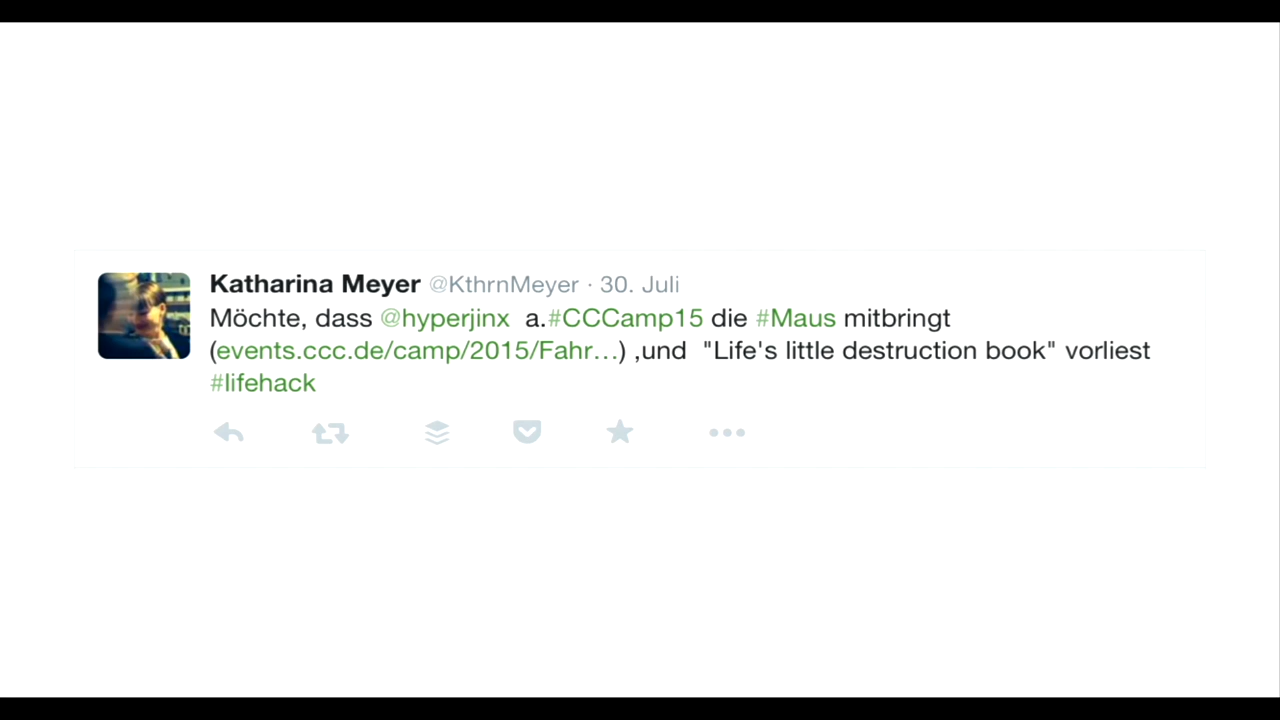 Katharina Meyer @KthrnMeyer · 30. Juli
Möchte, dass @hyperjinx a.#CCCamp15 die #Maus mitbringt
(events.ccc.de/camp/2015/Fahr…) ,und "Life's little destruction book" vorliest
#lifehack